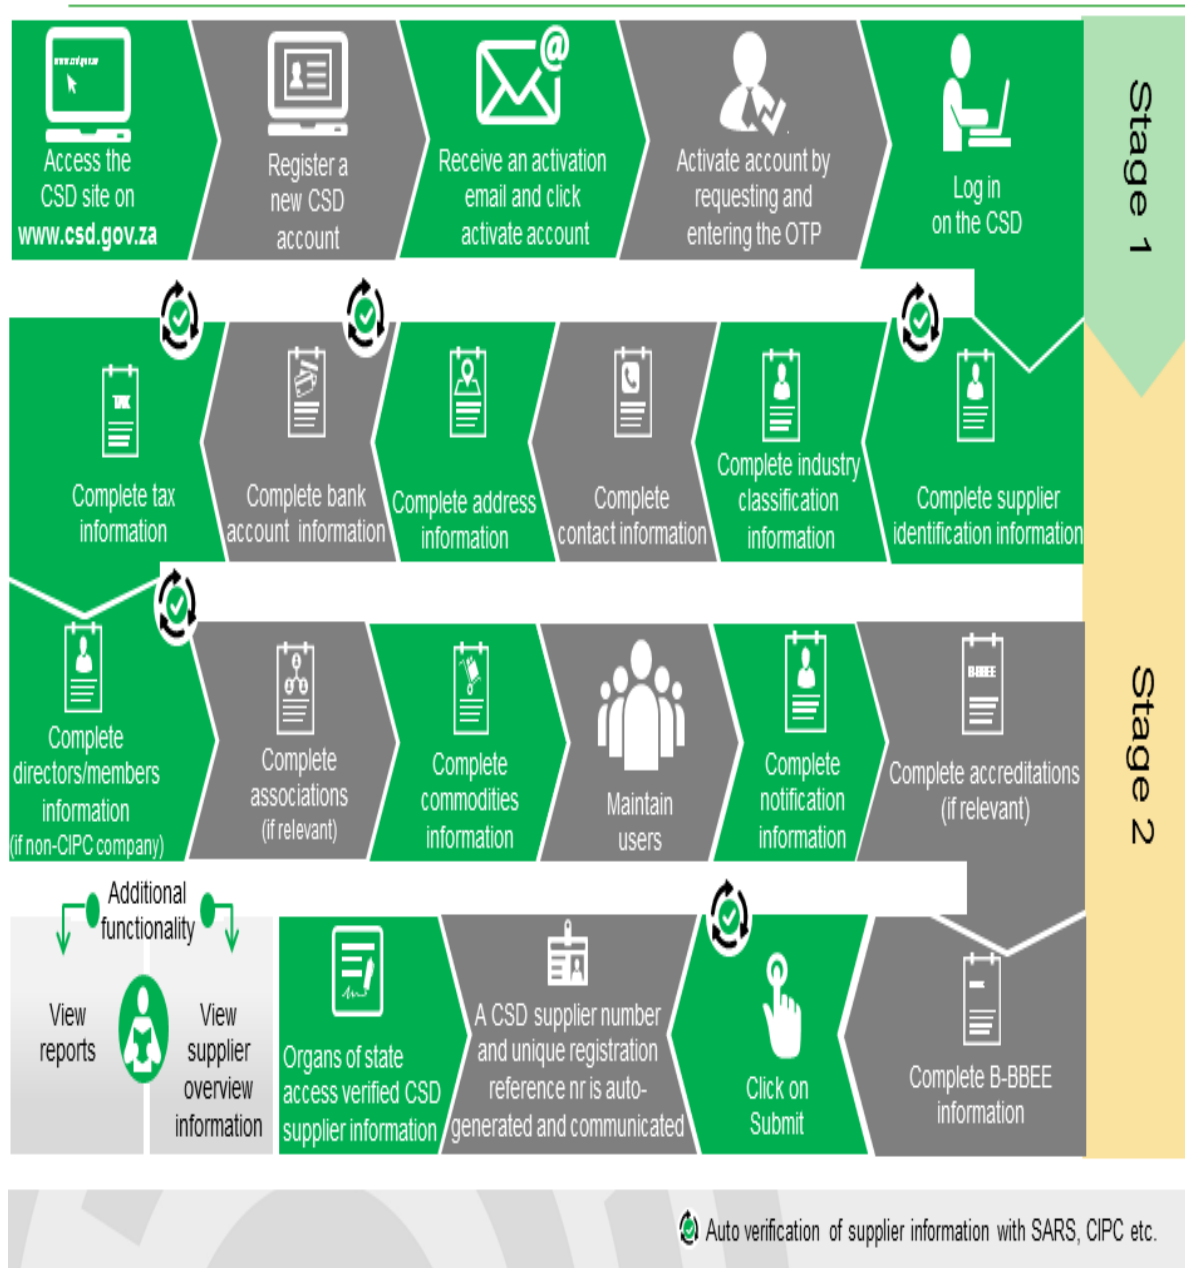 www.csd.gov.za
Access the
CSD site on
www.csd.gov.za
Register a
new CSD
account
@
Receive an activation
email and click
activate account
Activate account by
requesting and
entering the OTP
Log in
on the CSD
Stage 1
TAX
Complete tax
information
Complete bank
account information
Complete address
information
Complete
contact information
Complete industry
classification
information
Complete supplier
identification information
Complete
directors/members
information
(if non-CIPC company)
Complete
associations
(if relevant)
Complete
commodities
information
Maintain
users
Complete
notification
information
B-BBEE
Complete accreditations
(if relevant)
Stage 2
Additional
functionality
View
reports
View
supplier
overview
information
Organs of state
access verified CSD
supplier information
A CSD supplier number
and unique registration
reference nr is auto-
generated and communicated
Click on
Submit
Complete B-BBEE
information
Auto verification of supplier information with SARS, CIPC etc.